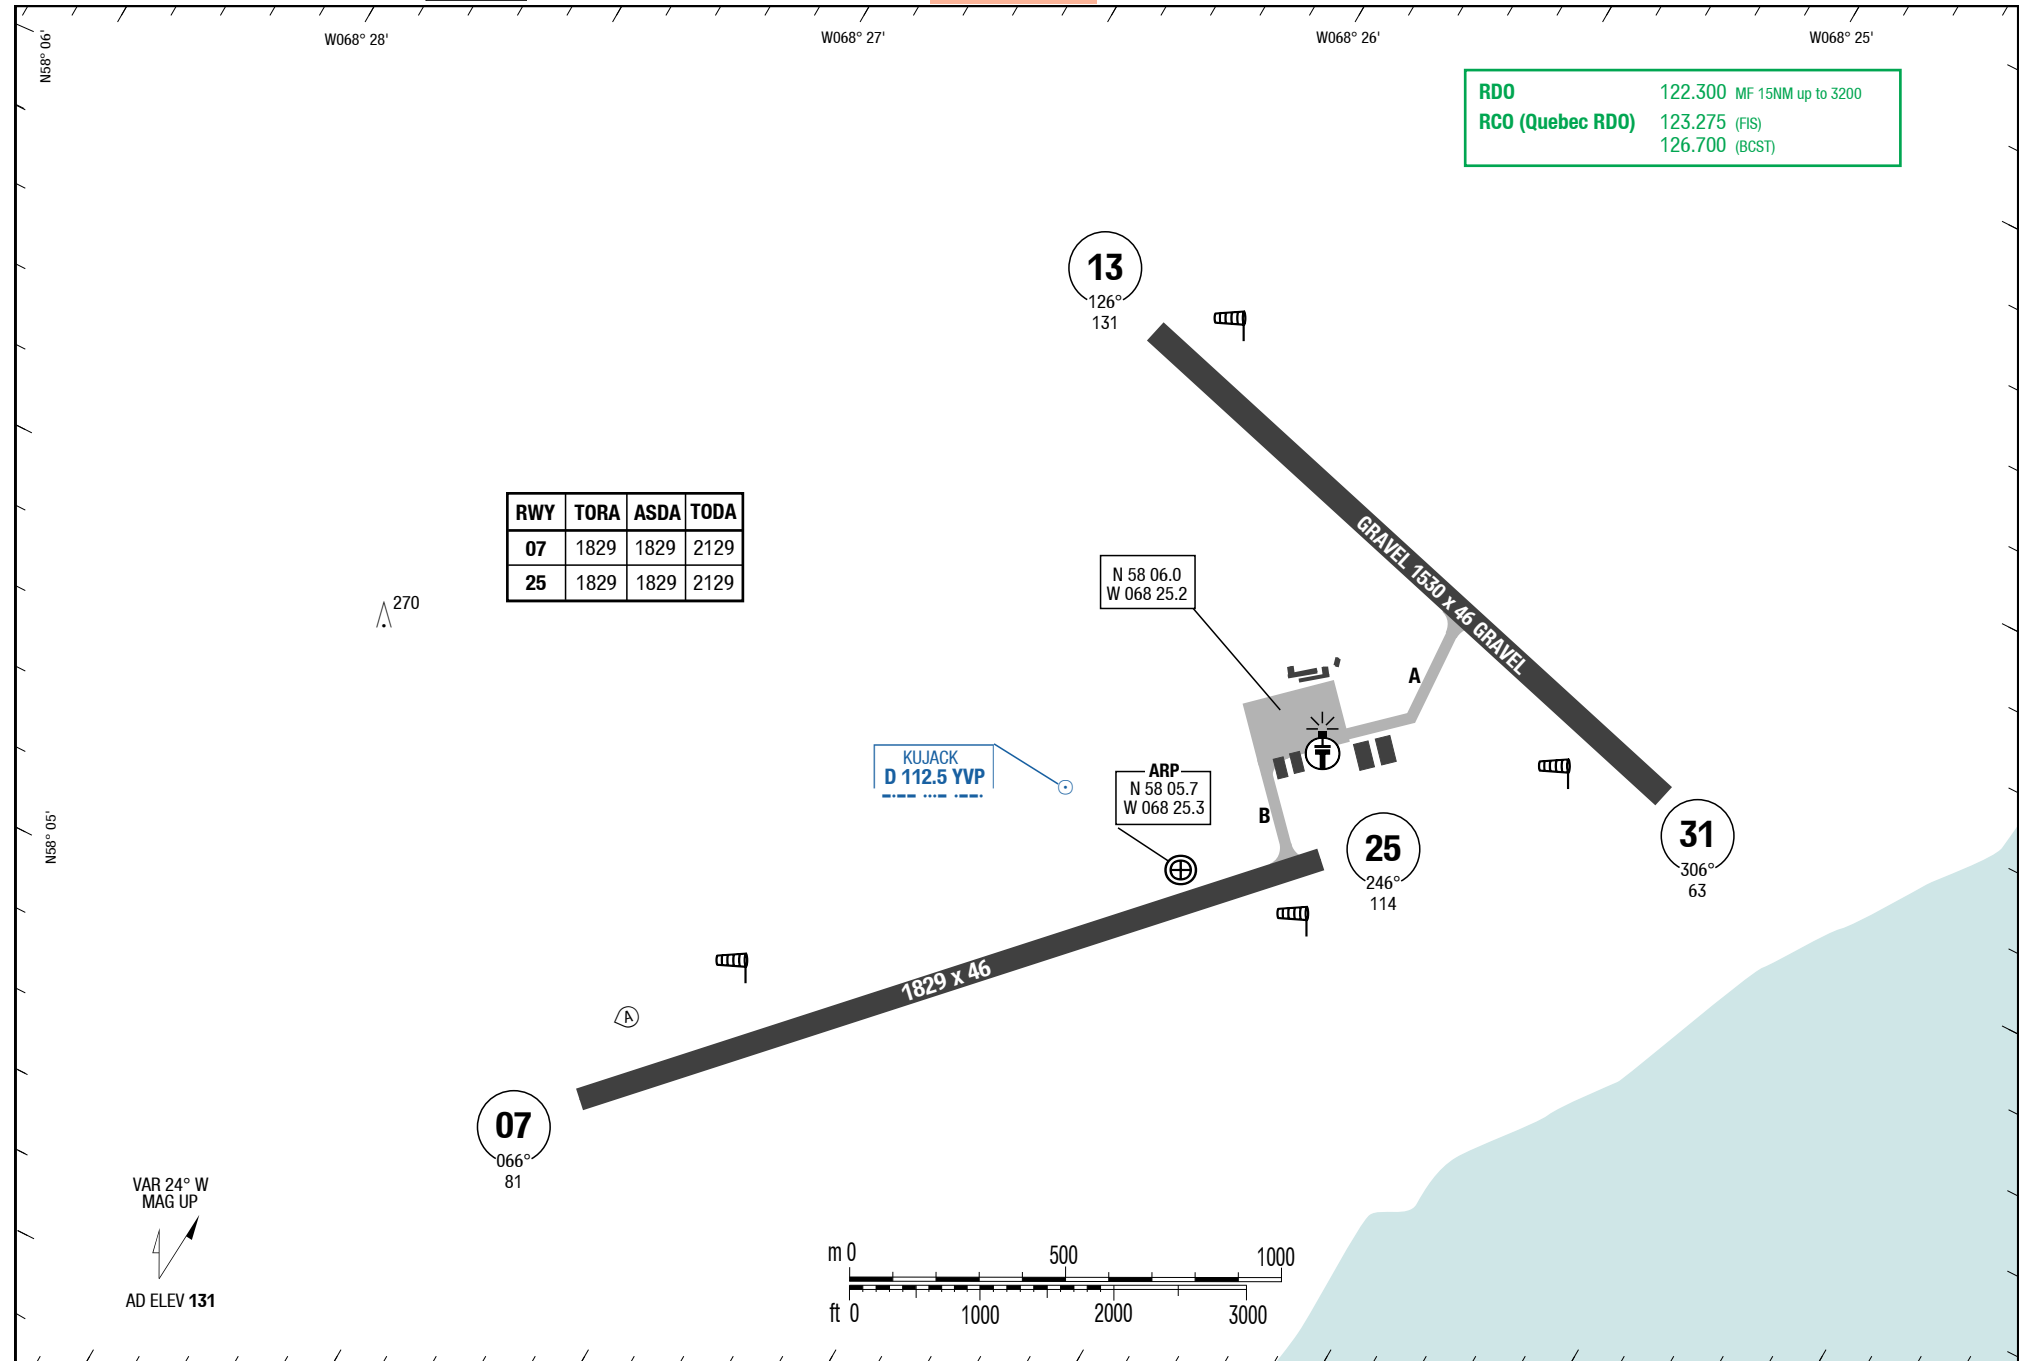 W068° 28'
W068° 27'
W068° 26'
W068° 25'
N58° 06'
RDO 122.300 MF 15NM up to 3200
RCO (Quebec RDO) 123.275 (FIS)
126.700 (BCST)
13
126°
131
RWY TORA ASDA TODA
07 1829 1829 2129
25 1829 1829 2129
270
GRAVEL 1530 x 46 GRAVEL
N 58 06.0
W 068 25.2
A
KUJACK
D 112.5 YVP
ARP
N 58 05.7
W 068 25.3
B
T
N58° 05'
25
246°
114
31
306°
63
1829 x 46
A
07
066°
81
VAR 24° W
MAG UP
AD ELEV 131
m 0 500 1000
ft 0 1000 2000 3000